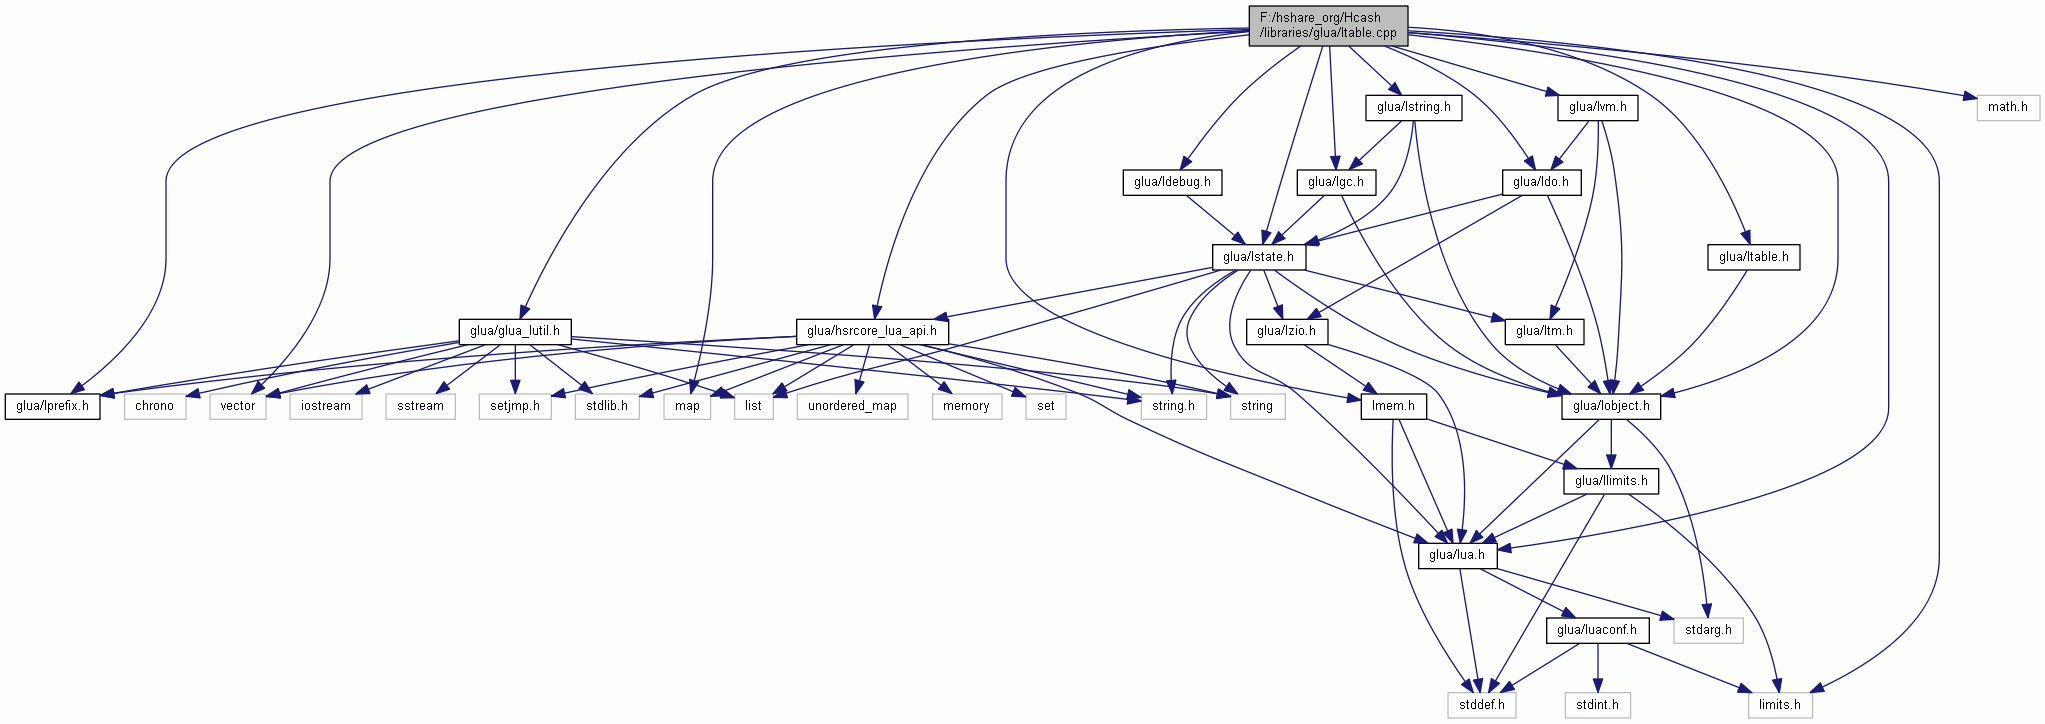 F:/hshare_org/Hcash
/libraries/glua/ltable.cpp
glua/lstring.h
glua/lvm.h
math.h
glua/ldebug.h
glua/lgc.h
glua/ldo.h
glua/lstate.h
glua/ltable.h
glua/glua_lutil.h
glua/hsrcore_lua_api.h
glua/lzio.h
glua/ltm.h
glua/lprefix.h
chrono
vector
iostream
sstream
setjmp.h
stdlib.h
map
list
unordered_map
memory
set
string.h
string
lmem.h
glua/lobject.h
glua/llimits.h
glua/lua.h
glua/luaconf.h
stdarg.h
stddef.h
stdint.h
limits.h